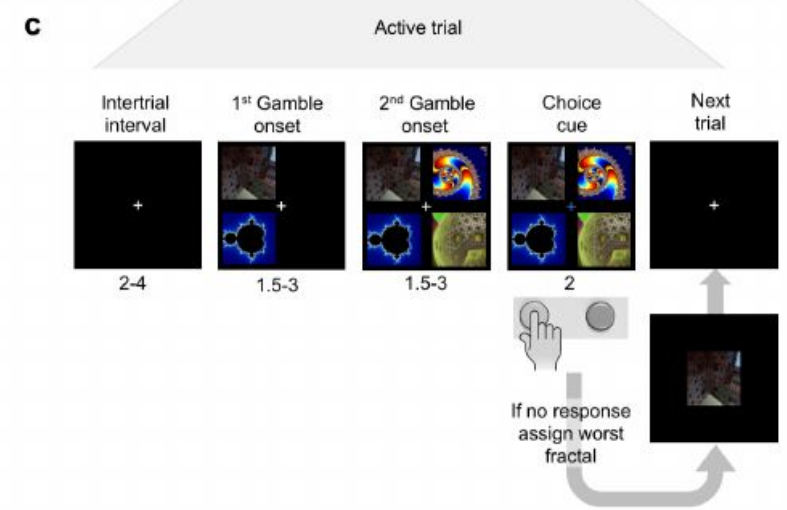 c
Active trial
Intertrial
interval
1st Gamble
onset
2nd Gamble
onset
Choice
cue
Next
trial
2-4
1.5-3
1.5-3
2
If no response
assign worst
fractal